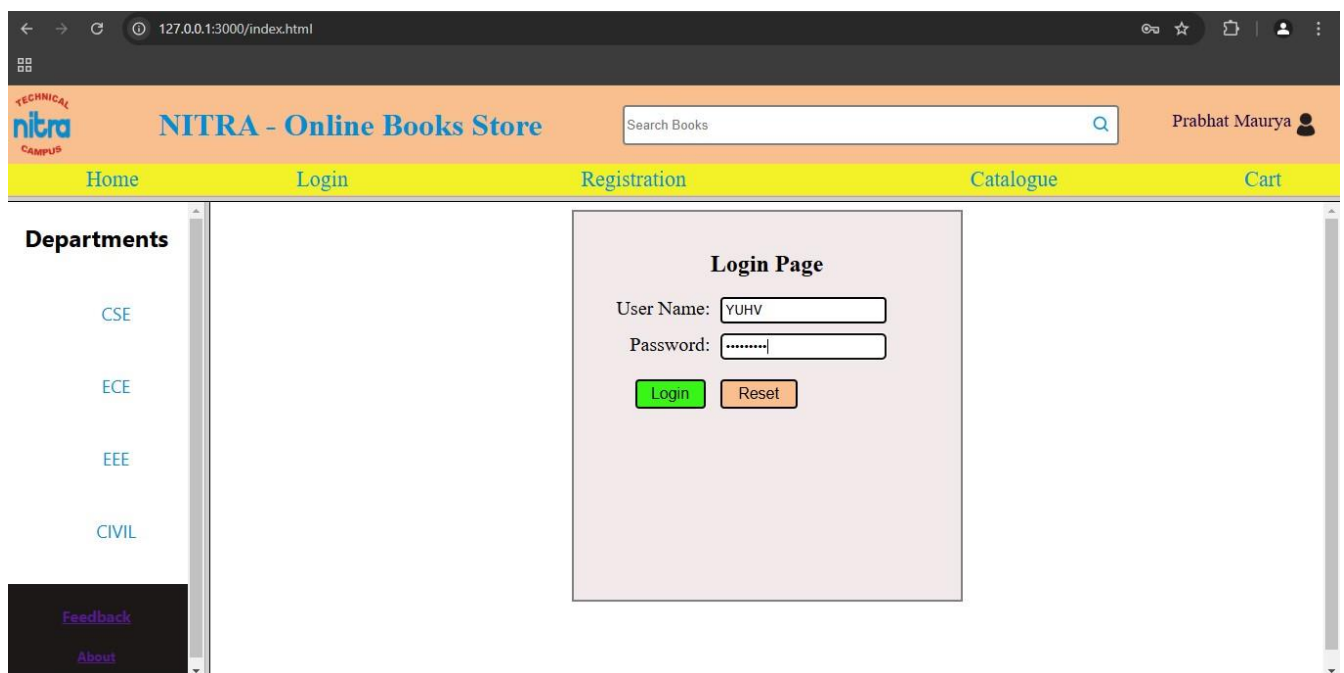 127.0.0.1:3000/index.html
TECHNICAL
nitra
CAMPUS
NITRA - Online Books Store
Search Books
Prabhat Maurya
Home Login Registration Catalogue Cart
Departments
CSE
ECE
EEE
CIVIL
Feedback
About
Login Page
User Name: YUHV
Password: •••••••••
Login Reset